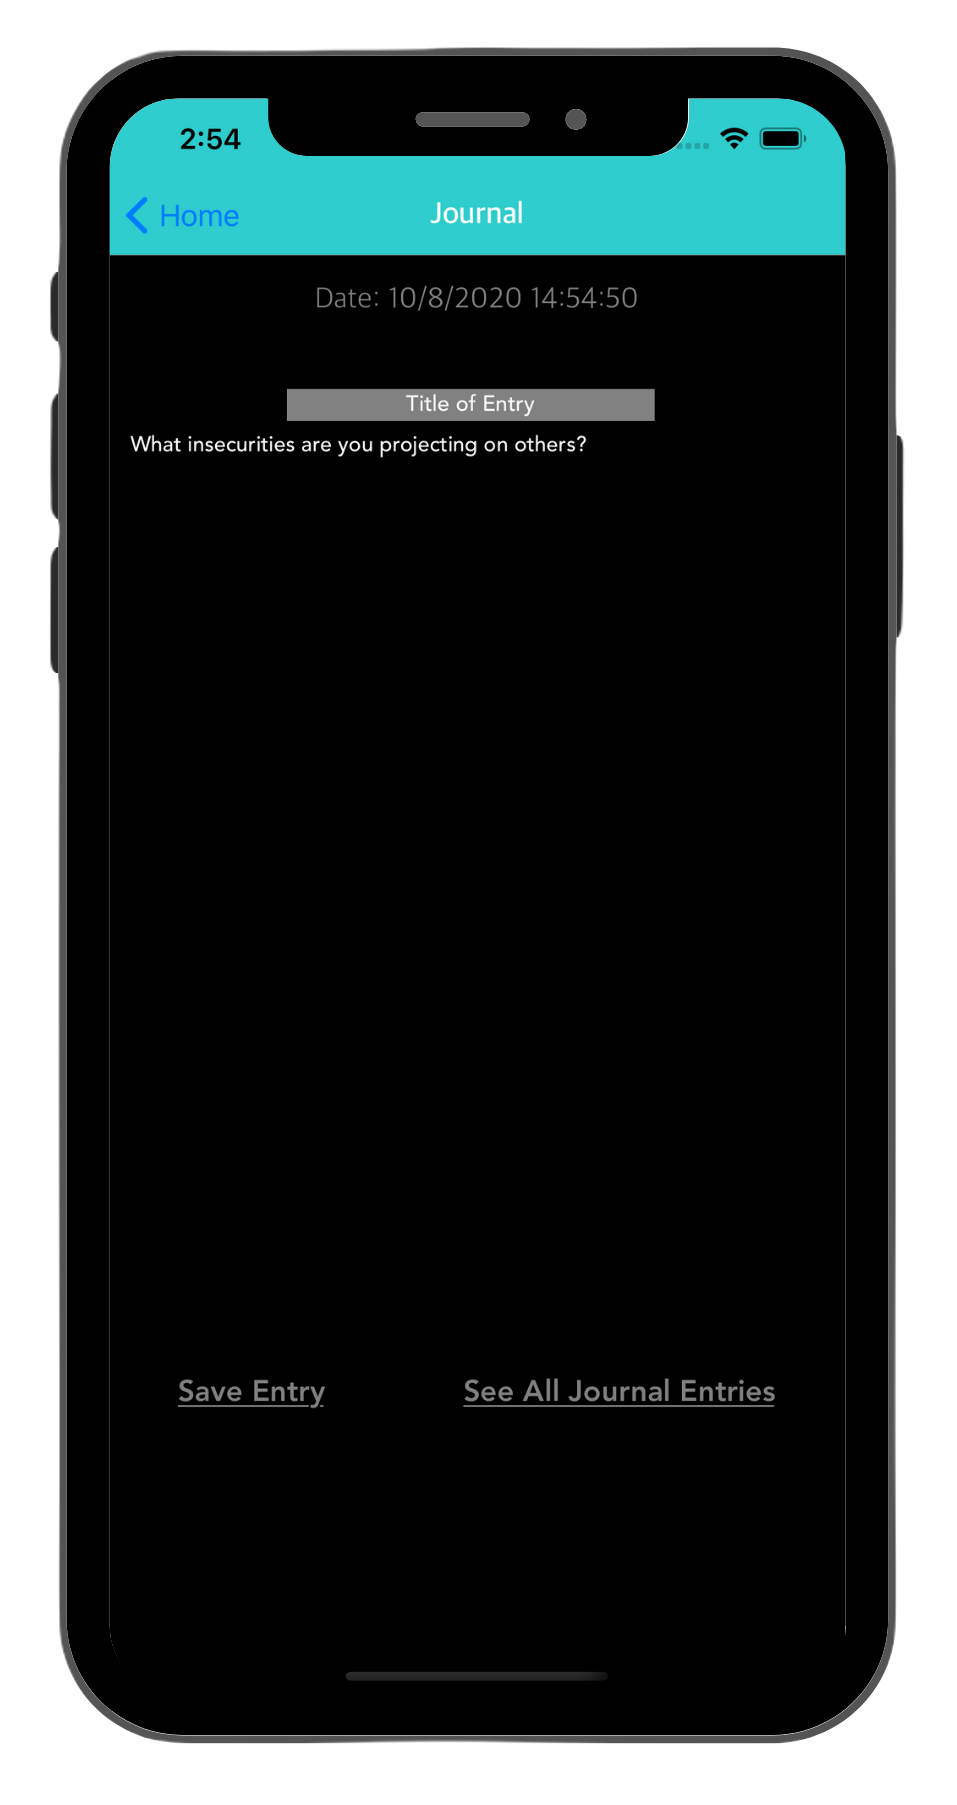 2:54
Home
Journal
Date: 10/8/2020 14:54:50
Title of Entry
What insecurities are you projecting on others?
Save Entry
See All Journal Entries